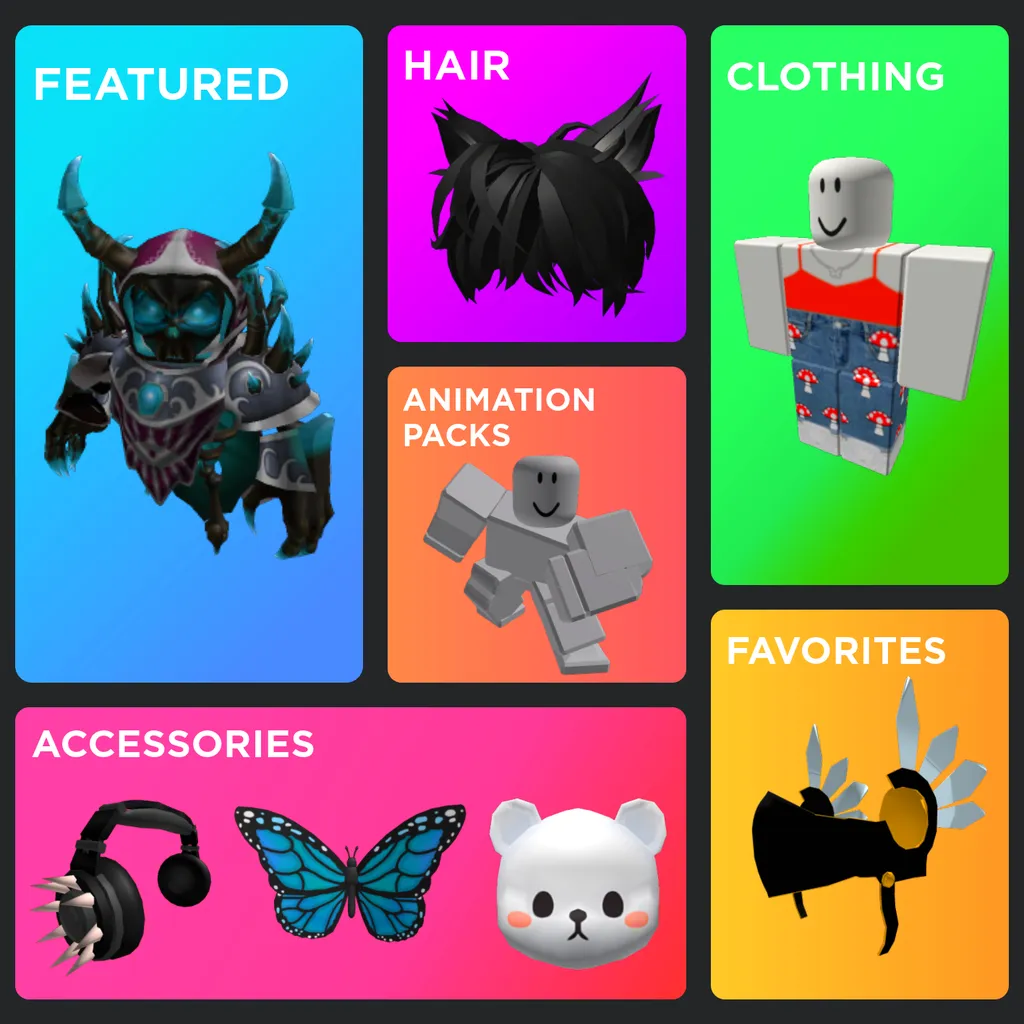 FEATURED
HAIR
CLOTHING
ANIMATION
PACKS
FAVORITES
ACCESSORIES